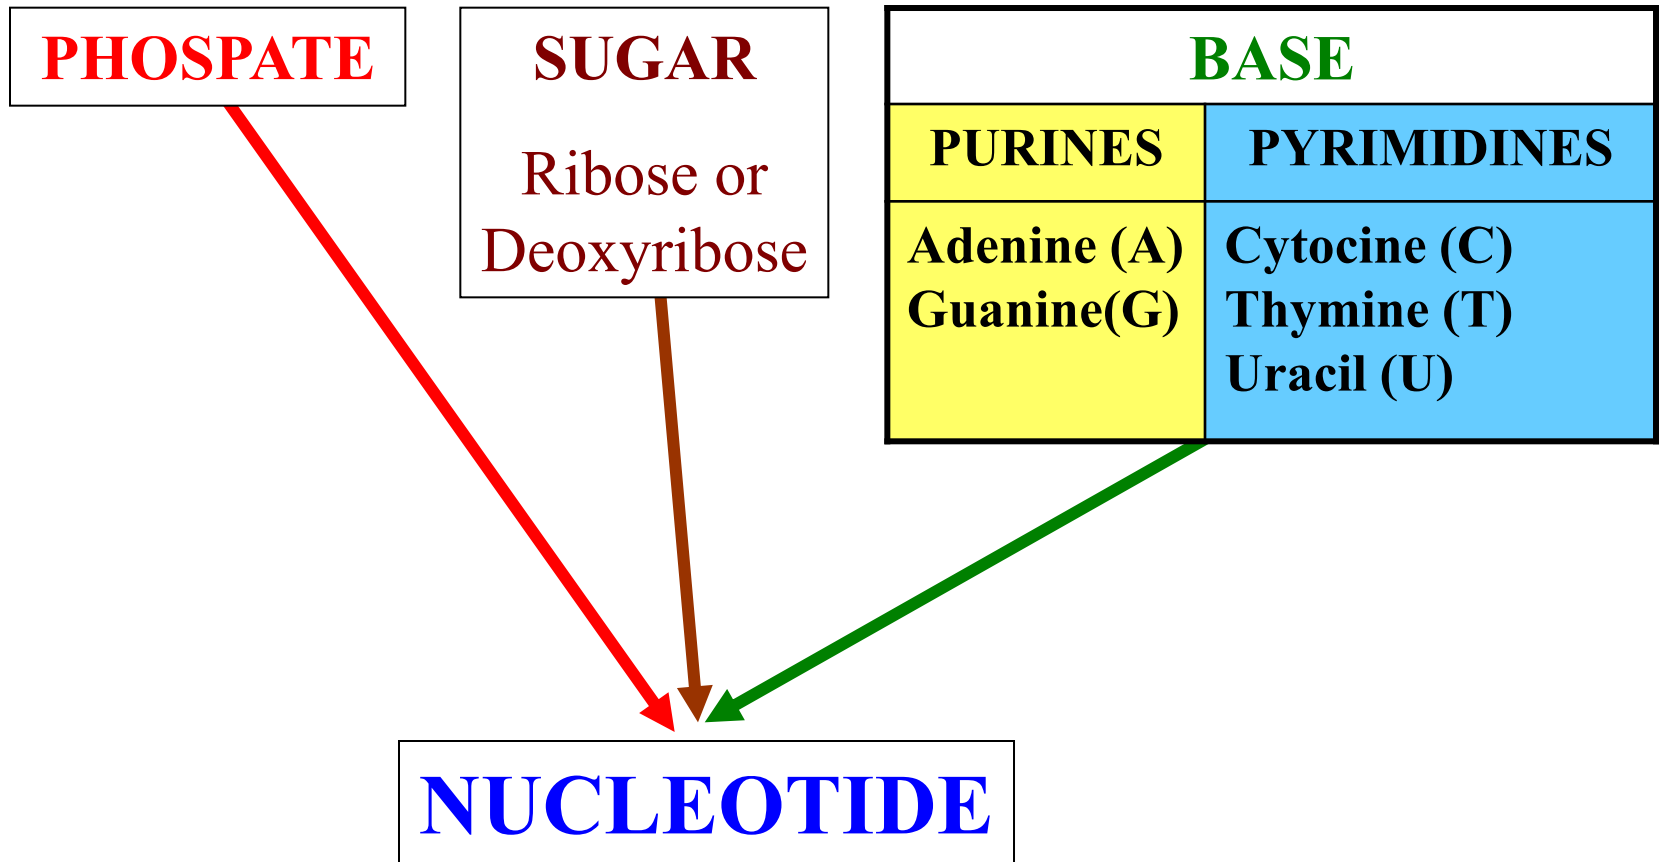 PHOSPATE
SUGAR
Ribose or
Deoxyribose
BASE
PURINES
PYRIMIDINES
Adenine (A)
Guanine(G)
Cytocine (C)
Thymine (T)
Uracil (U)
NUCLEOTIDE